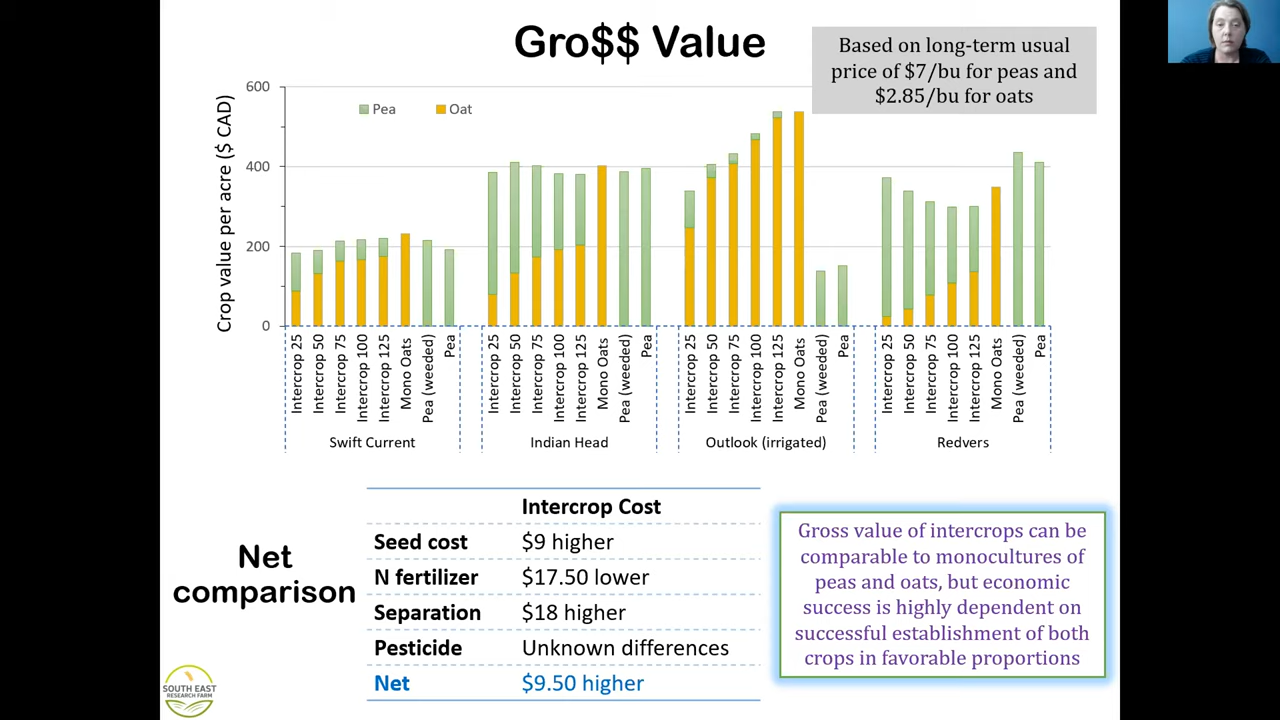 Gro$$ Value
Based on long-term usual
price of $7/bu for peas and
$2.85/bu for oats
Crop value per acre ($ CAD)
600
400
200
0
Pea
Oat
Intercrop 25
Intercrop 50
Intercrop 75
Intercrop 100
Intercrop 125
Mono Oats
Pea (weeded)
Pea
Swift Current
Intercrop 25
Intercrop 50
Intercrop 75
Intercrop 100
Intercrop 125
Mono Oats
Pea (weeded)
Pea
Indian Head
Intercrop 25
Intercrop 50
Intercrop 75
Intercrop 100
Intercrop 125
Mono Oats
Pea (weeded)
Pea
Outlook (irrigated)
Intercrop 25
Intercrop 50
Intercrop 75
Intercrop 100
Intercrop 125
Mono Oats
Pea (weeded)
Pea
Redvers
Net
comparison
Intercrop Cost
Seed cost $9 higher
N fertilizer $17.50 lower
Separation $18 higher
Pesticide Unknown differences
Net $9.50 higher
Gross value of intercrops can be
comparable to monocultures of
peas and oats, but economic
success is highly dependent on
successful establishment of both
crops in favorable proportions
SOUTH EAST
RESEARCH FARM